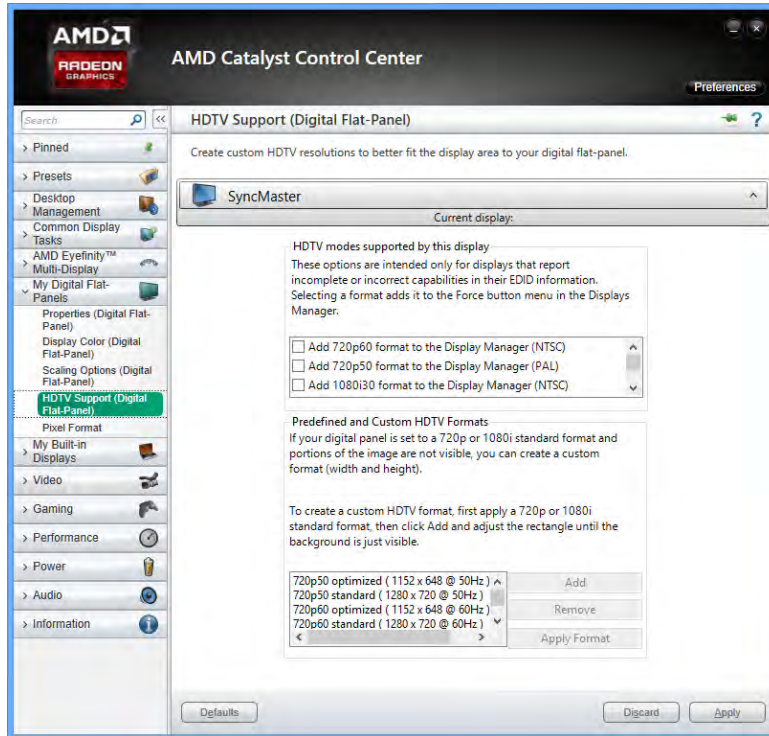 AMD
RADEON
GRAPHICS
AMD Catalyst Control Center
Preferences
Search
Pinned
Presets
Desktop
Management
Common Display
Tasks
AMD Eyefinity™
Multi-Display
My Digital Flat-
Panels
Properties (Digital Flat-
Panel)
Display Color (Digital
Flat-Panel)
Scaling Options (Digital
Flat-Panel)
HDTV Support (Digital
Flat-Panel)
Pixel Format
My Built-in
Displays
Video
Gaming
Performance
Power
Audio
Information
HDTV Support (Digital Flat-Panel)
?
Create custom HDTV resolutions to better fit the display area to your digital flat-panel.
SyncMaster
Current display:
HDTV modes supported by this display
These options are intended only for displays that report
incomplete or incorrect capabilities in their EDID information.
Selecting a format adds it to the Force button menu in the Displays
Manager.
Add 720p60 format to the Display Manager (NTSC)
Add 720p50 format to the Display Manager (PAL)
Add 1080i30 format to the Display Manager (NTSC)
Predefined and Custom HDTV Formats
If your digital panel is set to a 720p or 1080i standard format and
portions of the image are not visible, you can create a custom
format (width and height).
To create a custom HDTV format, first apply a 720p or 1080i
standard format, then click Add and adjust the rectangle until the
background is just visible.
720p50 optimized ( 1152 x 648 @ 50Hz )
720p50 standard ( 1280 x 720 @ 50Hz )
720p60 optimized ( 1152 x 648 @ 60Hz )
720p60 standard ( 1280 x 720 @ 60Hz )
Add
Remove
Apply Format
Defaults
Discard
Apply